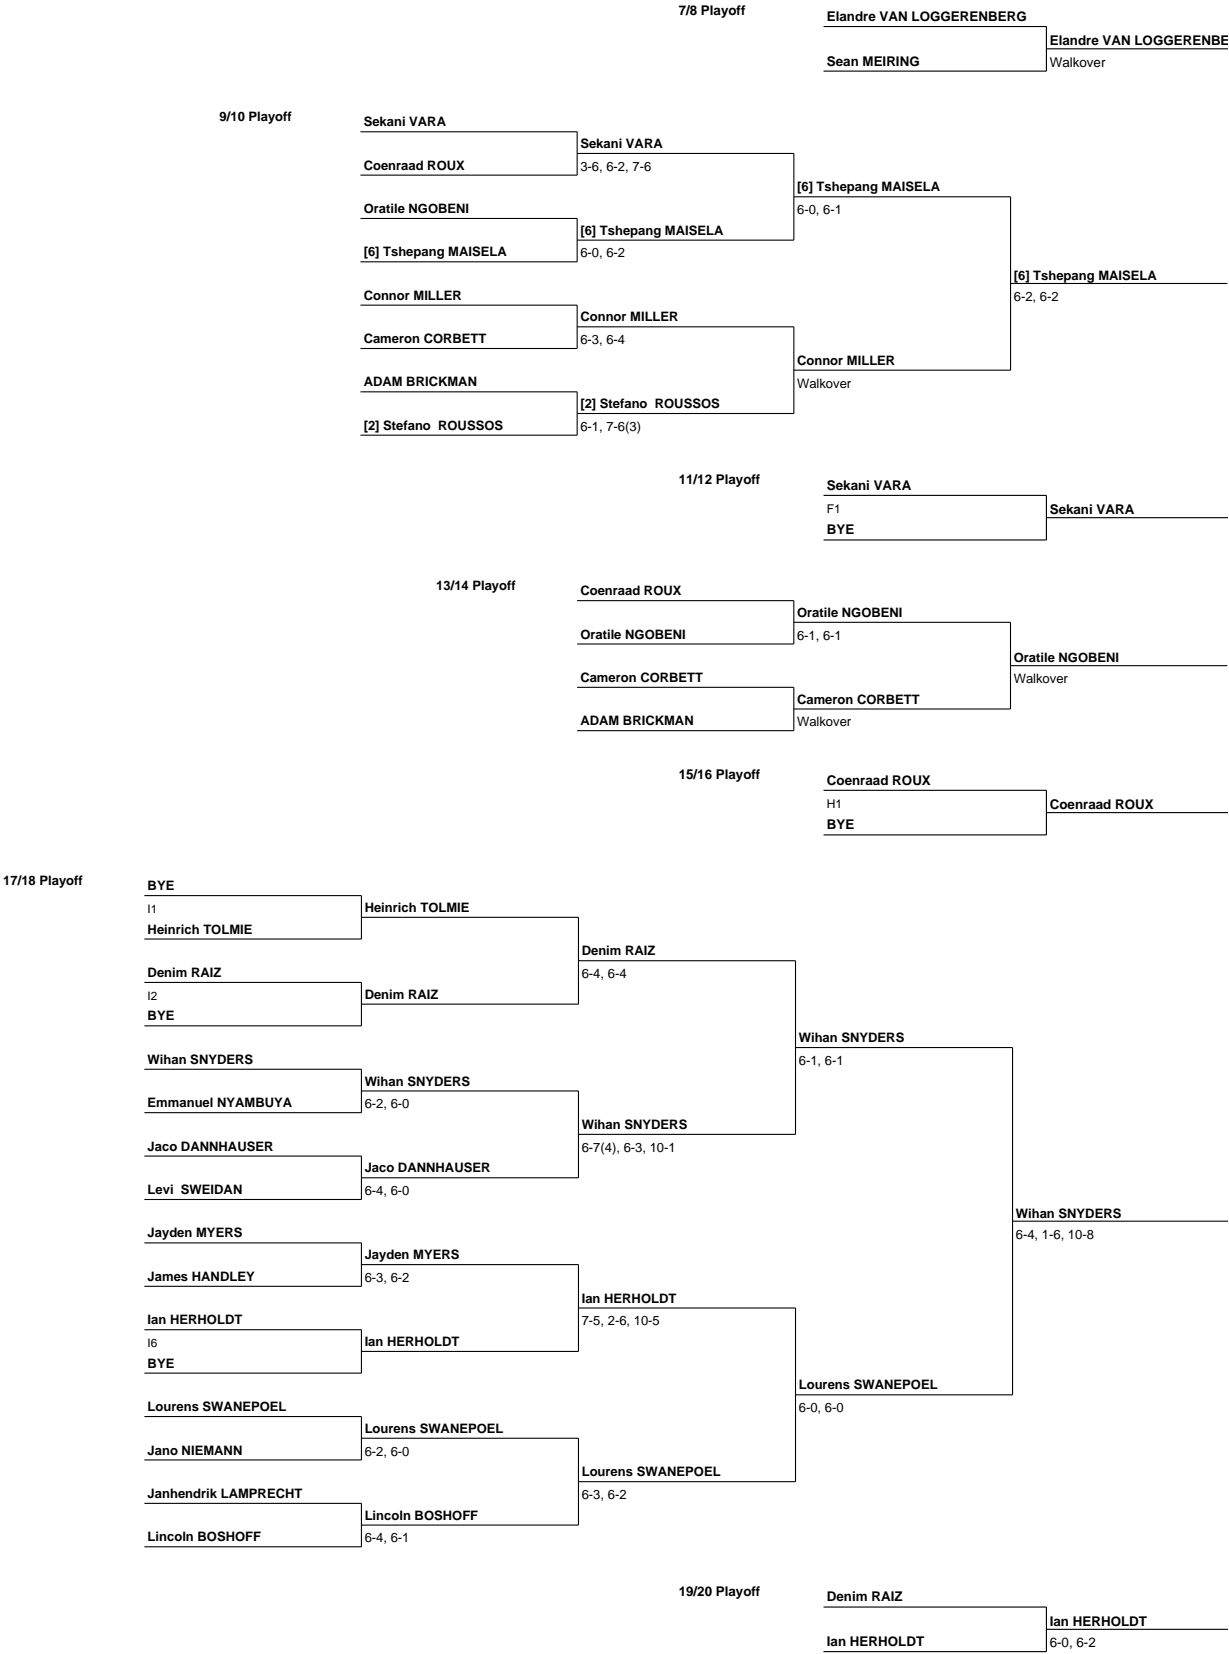 7/8 Playoff
Elandre VAN LOGGERENBERG
Elandre VAN LOGGERENBE
Sean MEIRING
Walkover
9/10 Playoff
Sekani VARA
Sekani VARA
Coenraad ROUX
3-6, 6-2, 7-6
[6] Tshepang MAISELA
Oratile NGOBENI
6-0, 6-1
[6] Tshepang MAISELA
[6] Tshepang MAISELA
6-0, 6-2
[6] Tshepang MAISELA
Connor MILLER
6-2, 6-2
Connor MILLER
Cameron CORBETT
6-3, 6-4
Connor MILLER
ADAM BRICKMAN
Walkover
[2] Stefano  ROUSSOS
[2] Stefano  ROUSSOS
6-1, 7-6(3)
11/12 Playoff
Sekani VARA
F1
Sekani VARA
BYE
13/14 Playoff
Coenraad ROUX
Oratile NGOBENI
Oratile NGOBENI
6-1, 6-1
Oratile NGOBENI
Cameron CORBETT
Walkover
Cameron CORBETT
ADAM BRICKMAN
Walkover
15/16 Playoff
Coenraad ROUX
H1
Coenraad ROUX
BYE
17/18 Playoff
BYE
I1
Heinrich TOLMIE
Heinrich TOLMIE
Denim RAIZ
Denim RAIZ
6-4, 6-4
I2
Denim RAIZ
BYE
Wihan SNYDERS
Wihan SNYDERS
6-1, 6-1
Wihan SNYDERS
Emmanuel NYAMBUYA
6-2, 6-0
Wihan SNYDERS
Jaco DANNHAUSER
6-7(4), 6-3, 10-1
Jaco DANNHAUSER
Levi  SWEIDAN
6-4, 6-0
Wihan SNYDERS
Jayden MYERS
6-4, 1-6, 10-8
Jayden MYERS
James HANDLEY
6-3, 6-2
Ian HERHOLDT
Ian HERHOLDT
7-5, 2-6, 10-5
I6
Ian HERHOLDT
BYE
Lourens SWANEPOEL
Lourens SWANEPOEL
6-0, 6-0
Lourens SWANEPOEL
Jano NIEMANN
6-2, 6-0
Lourens SWANEPOEL
Janhendrik LAMPRECHT
6-3, 6-2
Lincoln BOSHOFF
Lincoln BOSHOFF
6-4, 6-1
19/20 Playoff
Denim RAIZ
Ian HERHOLDT
Ian HERHOLDT
6-0, 6-2